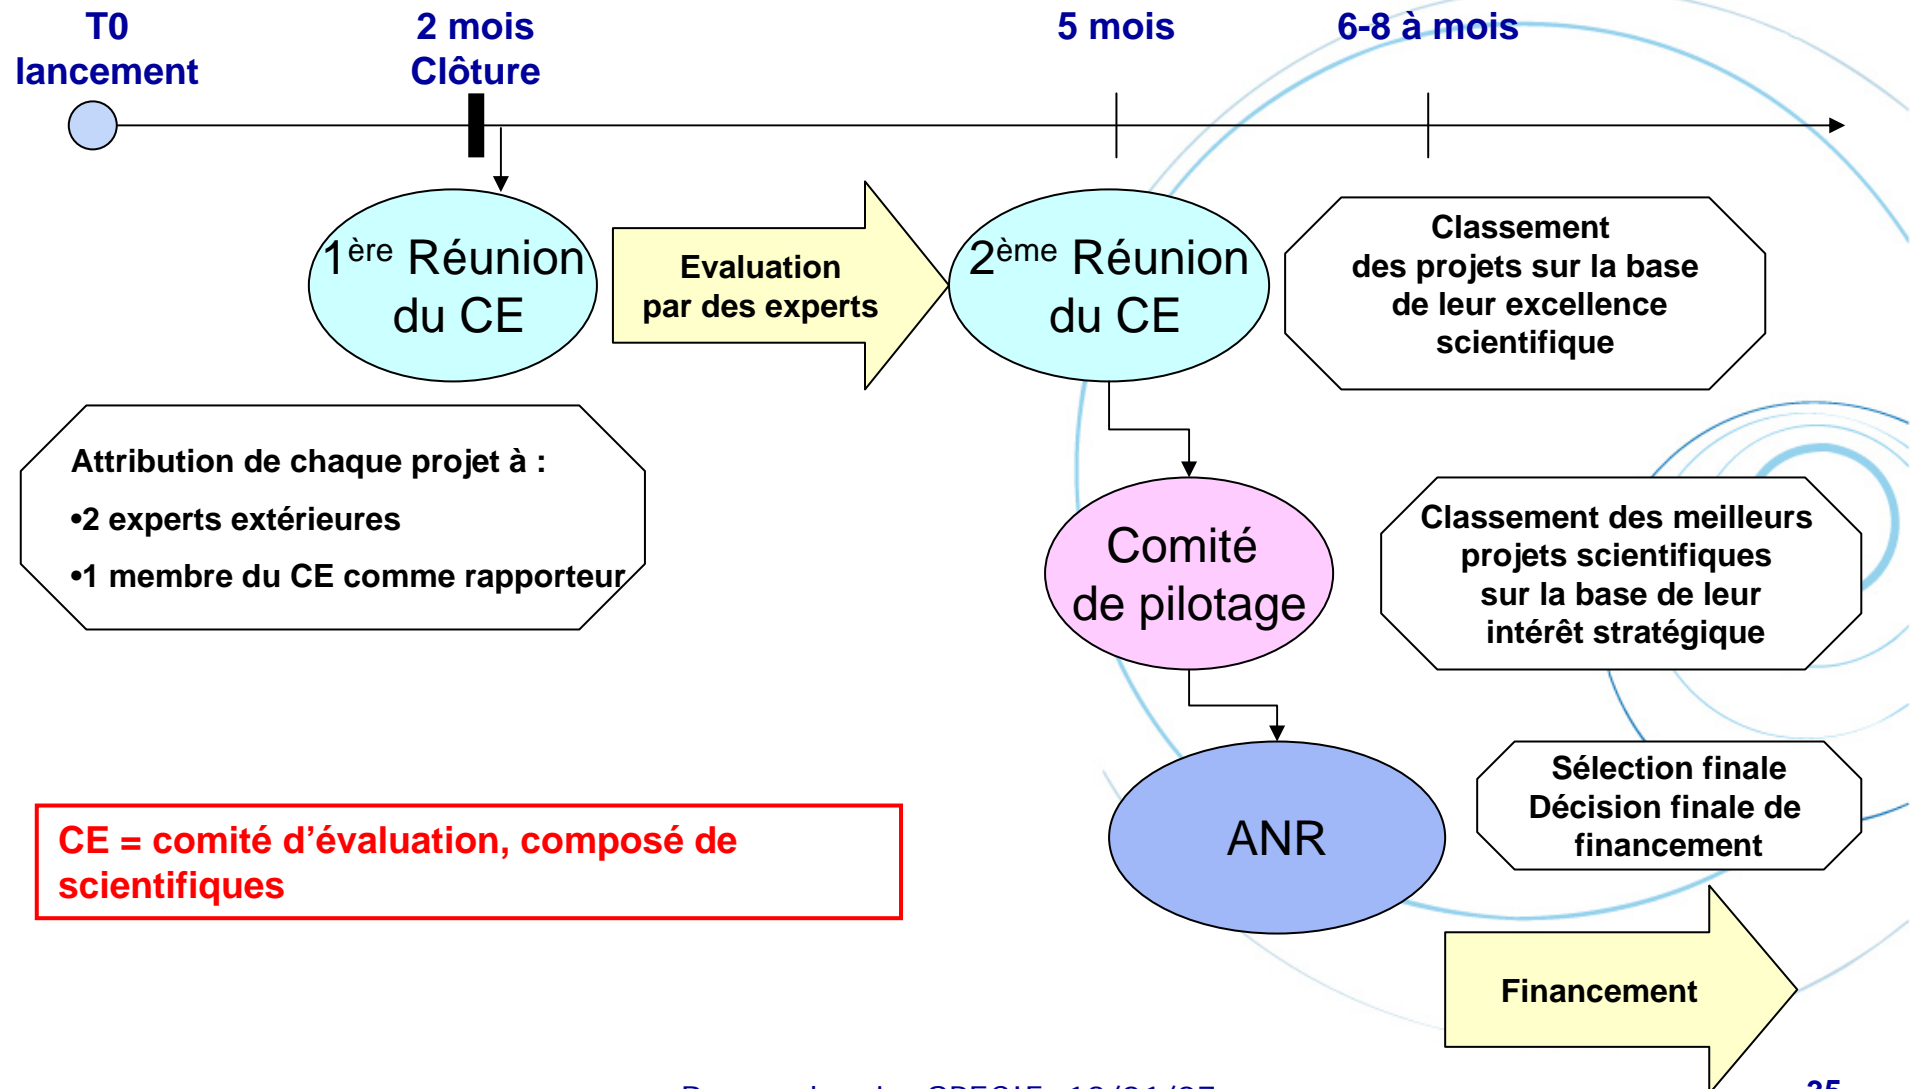 T0
lancement
2 mois
Clôture
5 mois
6-8 à mois
1ère Réunion
du CE
Evaluation
par des experts
2ème Réunion
du CE
Classement
des projets sur la base
de leur excellence
scientifique
Attribution de chaque projet à :
•2 experts extérieures
•1 membre du CE comme rapporteur
Comité
de pilotage
Classement des meilleurs
projets scientifiques
sur la base de leur
intérêt stratégique
ANR
Sélection finale
Décision finale de
financement
CE = comité d’évaluation, composé de
scientifiques
Financement